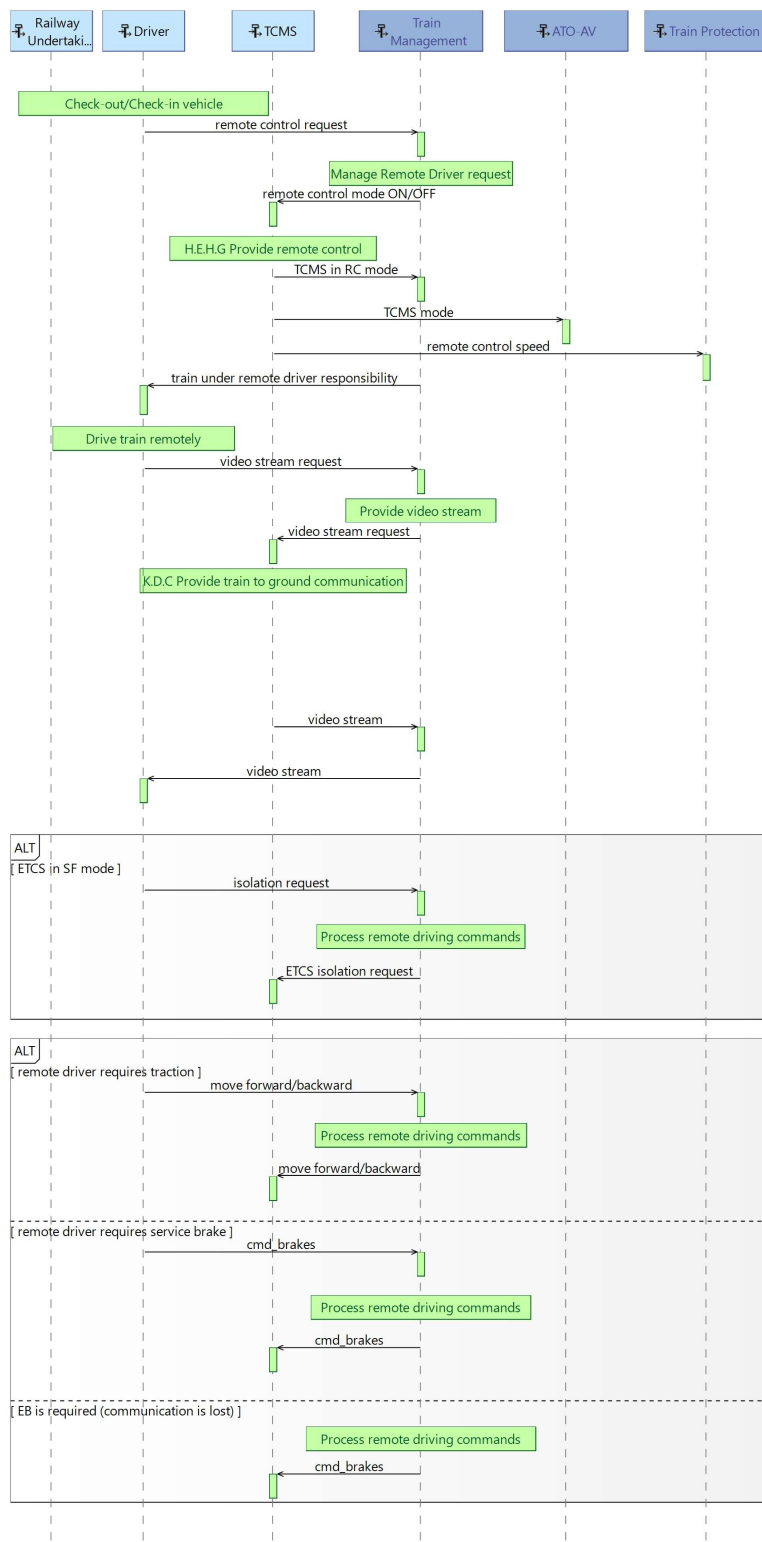 Railway
Undertaki...
Driver
TCMS
Train
Management
ATO-AV
Train Protection
Check-out/Check-in vehicle
remote control request
Manage Remote Driver request
remote control mode ON/OFF
H.E.H.G Provide remote control
TCMS in RC mode
TCMS mode
remote control speed
train under remote driver responsibility
Drive train remotely
video stream request
Provide video stream
video stream request
K.D.C Provide train to ground communication
video stream
video stream
ALT
[ ETCS in SF mode ]
isolation request
Process remote driving commands
ETCS isolation request
ALT
[ remote driver requires traction ]
move forward/backward
Process remote driving commands
move forward/backward
[ remote driver requires service brake ]
cmd_brakes
Process remote driving commands
cmd_brakes
[ EB is required (communication is lost) ]
Process remote driving commands
cmd_brakes